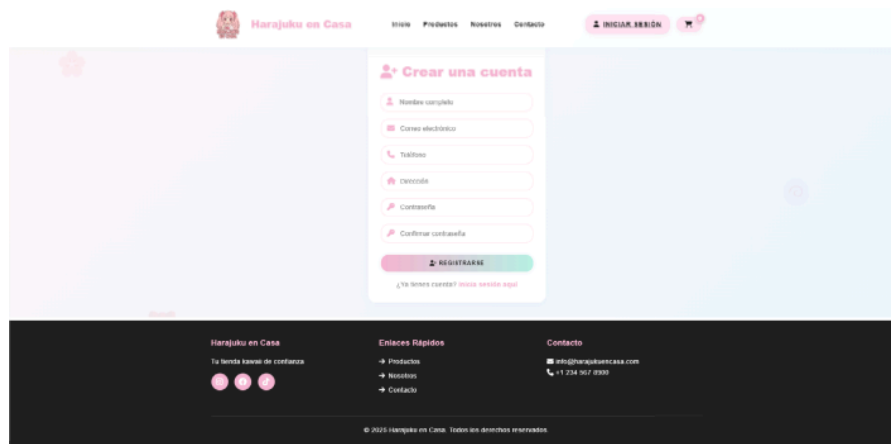 Harajuku en Casa
Inicio Productos Nosotros Contacto
INICIAR SESIÓN
0
Crear una cuenta
Nombre completo
Correo electrónico
Teléfono
Dirección
Contraseña
Confirmar contraseña
REGISTRARSE
¿Ya tienes cuenta? Inicia sesión aquí
Harajuku en Casa
Tu tienda kawaii de confianza
Enlaces Rápidos
Productos
Nosotros
Contacto
Contacto
info@harajukuencasa.com
+1 234 567 8900
© 2025 Harajuku en Casa. Todos los derechos reservados.